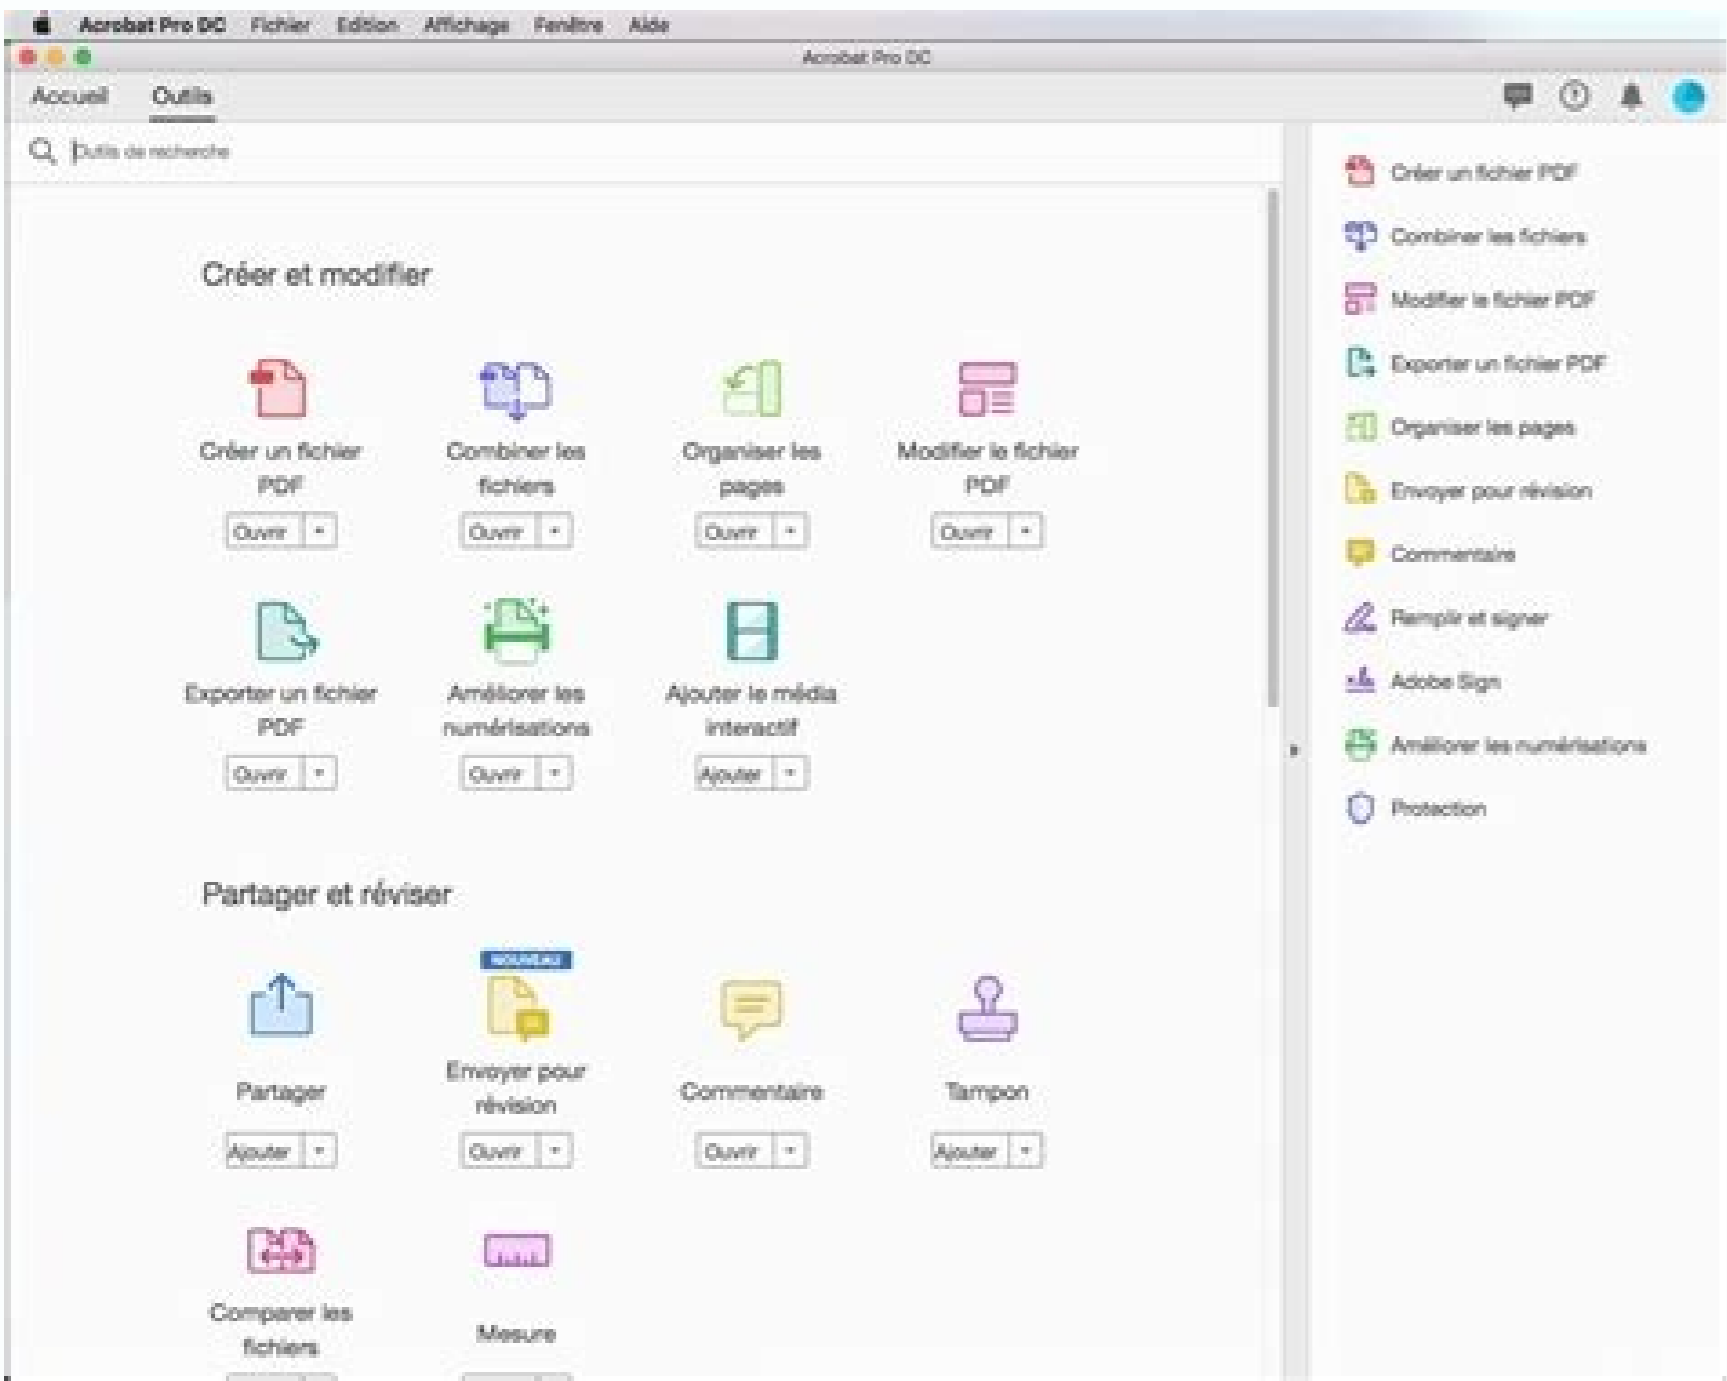 Acrobat Pro DC Fichier Edition Affichage Fenêtre Aide
Acrobat Pro DC
Accueil Outils
Outils de recherche
Créer et modifier
Créer un fichier
PDF
Ouvrir
Combiner les
fichiers
Ouvrir
Organiser les
pages
Ouvrir
Modifier le fichier
PDF
Ouvrir
Exporter un fichier
PDF
Ouvrir
Améliorer les
numérisations
Ouvrir
Ajouter le média
interactif
Ajouter
Partager et réviser
Partager
Ajouter
NOUVEAU
Envoyer pour
révision
Ouvrir
Commentaire
Ouvrir
Tampon
Ajouter
Comparer les
fichiers
Mesure
Créer un fichier PDF
Combiner les fichiers
Modifier le fichier PDF
Exporter un fichier PDF
Organiser les pages
Envoyer pour révision
Commentaire
Remplir et signer
Adobe Sign
Améliorer les numérisations
Protection